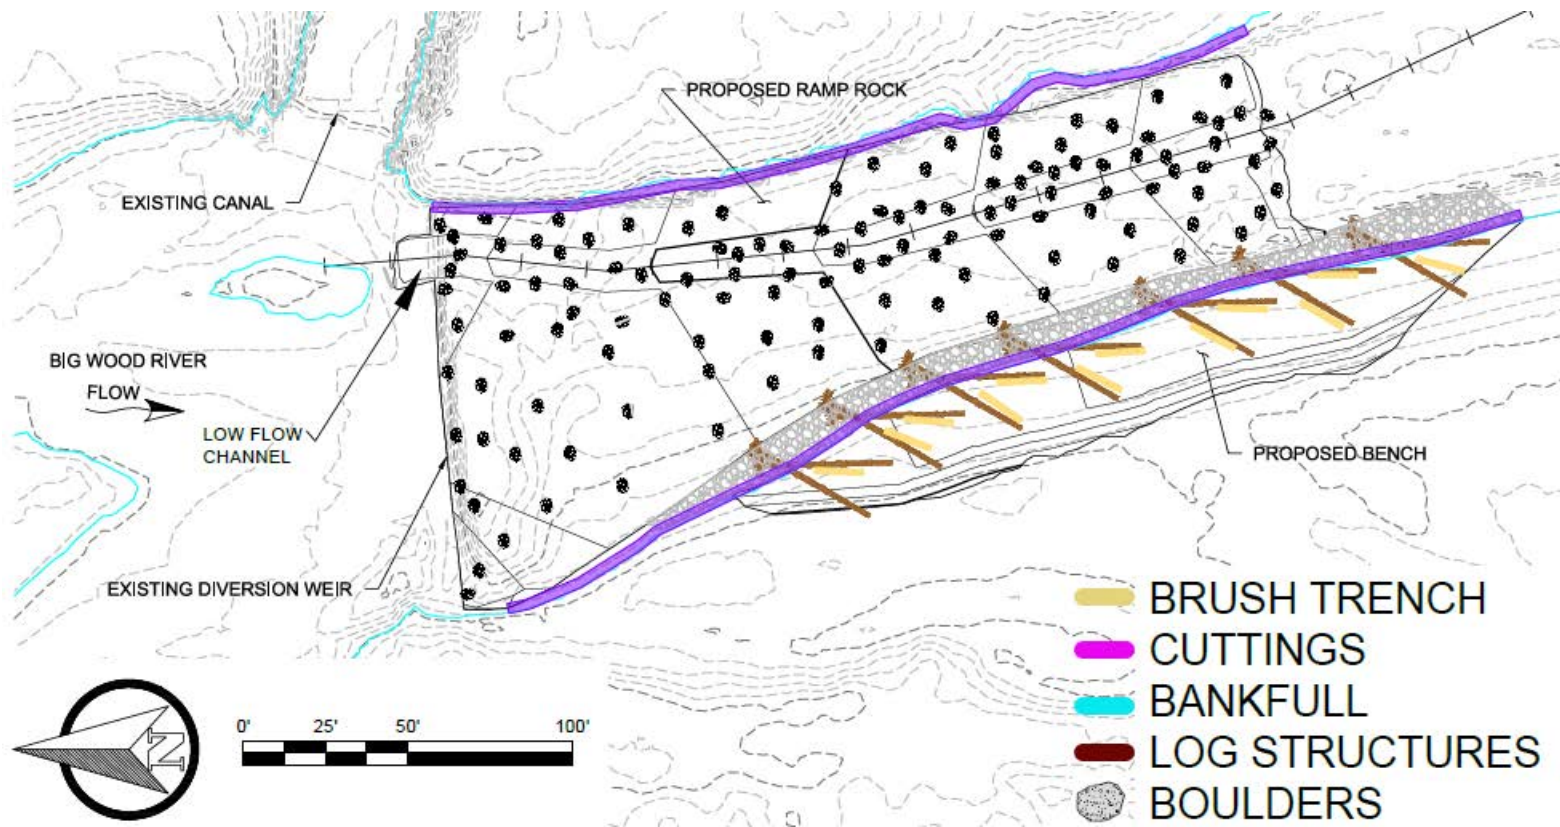 PROPOSED RAMP ROCK
EXISTING CANAL
BIG WOOD RIVER
FLOW
LOW FLOW
CHANNEL
PROPOSED BENCH
EXISTING DIVERSION WEIR
BRUSH TRENCH
CUTTINGS
BANKFULL
LOG STRUCTURES
BOULDERS
N
0' 25' 50' 100'